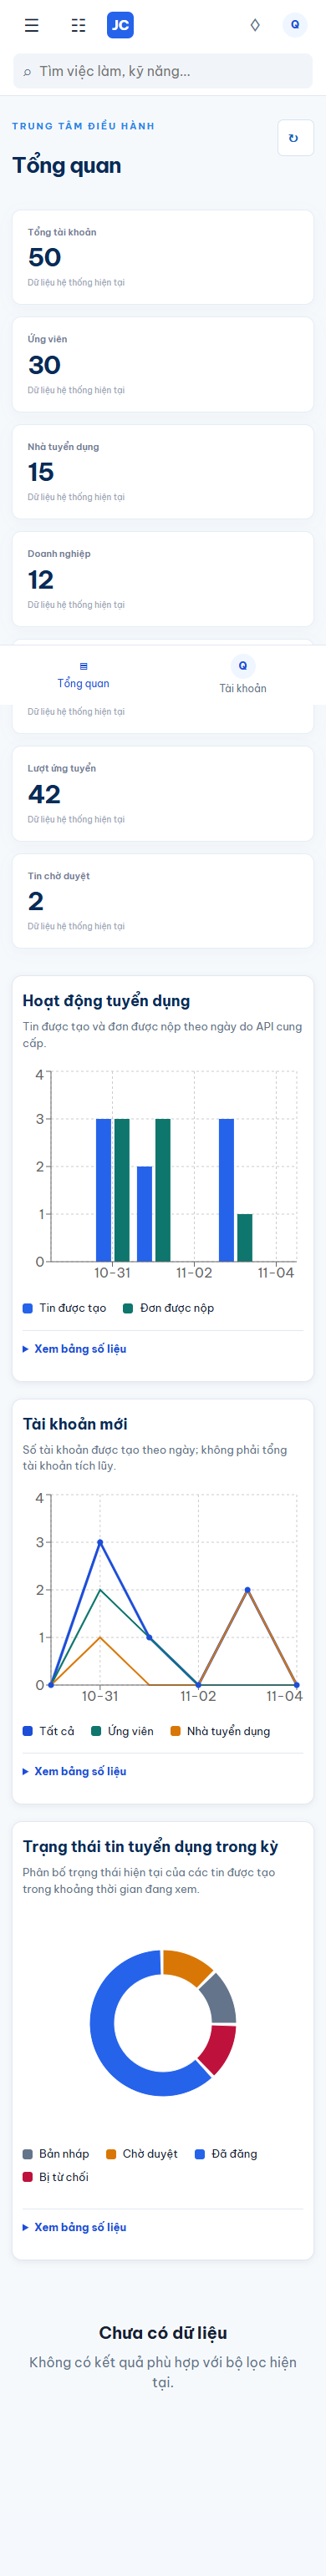 JC
Q
Tìm việc làm, kỹ năng...
TRUNG TÂM ĐIỀU HÀNH
Tổng quan
Tổng tài khoản
50
Dữ liệu hệ thống hiện tại
Ứng viên
30
Dữ liệu hệ thống hiện tại
Nhà tuyển dụng
15
Dữ liệu hệ thống hiện tại
Doanh nghiệp
12
Dữ liệu hệ thống hiện tại
Q
Tổng quan
Tài khoản
Dữ liệu hệ thống hiện tại
Lượt ứng tuyển
42
Dữ liệu hệ thống hiện tại
Tin chờ duyệt
2
Dữ liệu hệ thống hiện tại
Hoạt động tuyển dụng
Tin được tạo và đơn được nộp theo ngày do API cung
cấp.
4
3
2
1
0
10-31 11-02 11-04
Tin được tạo Đơn được nộp
Xem bảng số liệu
Tài khoản mới
Số tài khoản được tạo theo ngày; không phải tổng
tài khoản tích lũy.
4
3
2
1
0
10-31 11-02 11-04
Tất cả Ứng viên Nhà tuyển dụng
Xem bảng số liệu
Trạng thái tin tuyển dụng trong kỳ
Phân bố trạng thái hiện tại của các tin được tạo
trong khoảng thời gian đang xem.
Bản nháp Chờ duyệt Đã đăng
Bị từ chối
Xem bảng số liệu
Chưa có dữ liệu
Không có kết quả phù hợp với bộ lọc hiện
tại.